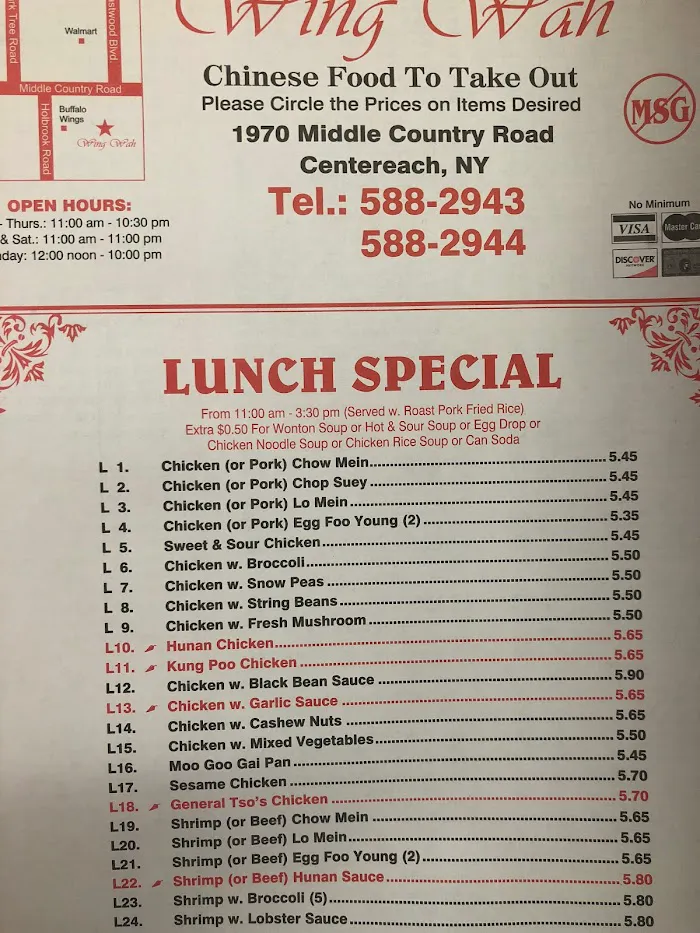 rk Tree Road
Walmart
astwood Blvd
Middle Country Road
Holbrook Road
Buffalo
Wings
Wing Wah
OPEN HOURS:
- Thurs.: 11:00 am - 10:30 pm
& Sat.: 11:00 am - 11:00 pm
nday: 12:00 noon - 10:00 pm
Wing Wah
Chinese Food To Take Out
Please Circle the Prices on Items Desired
1970 Middle Country Road
Centereach, NY
Tel.: 588-2943
588-2944
MSG
No Minimum
VISA
Master Car
DISCOVER
LUNCH SPECIAL
From 11:00 am - 3:30 pm (Served w. Roast Pork Fried Rice)
Extra $0.50 For Wonton Soup or Hot & Sour Soup or Egg Drop or
Chicken Noodle Soup or Chicken Rice Soup or Can Soda
L 1. Chicken (or Pork) Chow Mein 5.45
L 2. Chicken (or Pork) Chop Suey 5.45
L 3. Chicken (or Pork) Lo Mein 5.45
L 4. Chicken (or Pork) Egg Foo Young (2) 5.35
L 5. Sweet & Sour Chicken 5.45
L 6. Chicken w. Broccoli 5.50
L 7. Chicken w. Snow Peas 5.50
L 8. Chicken w. String Beans 5.50
L 9. Chicken w. Fresh Mushroom 5.50
L10. Hunan Chicken 5.65
L11. Kung Poo Chicken 5.65
L12. Chicken w. Black Bean Sauce 5.90
L13. Chicken w. Garlic Sauce 5.65
L14. Chicken w. Cashew Nuts 5.65
L15. Chicken w. Mixed Vegetables 5.50
L16. Moo Goo Gai Pan 5.45
L17. Sesame Chicken 5.70
L18. General Tso's Chicken 5.70
L19. Shrimp (or Beef) Chow Mein 5.65
L20. Shrimp (or Beef) Lo Mein 5.65
L21. Shrimp (or Beef) Egg Foo Young (2) 5.65
L22. Shrimp (or Beef) Hunan Sauce 5.80
L23. Shrimp w. Broccoli (5) 5.80
L24. Shrimp w. Lobster Sauce 5.80